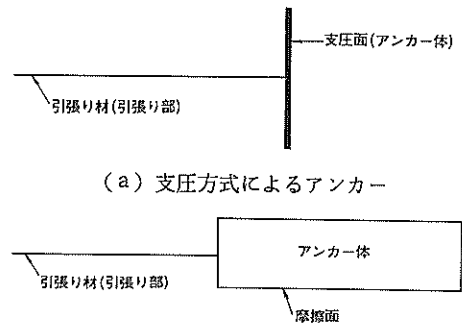 支圧面(アンカー体)
引張り材(引張り部)
(a) 支圧方式によるアンカー
アンカー体
引張り材(引張り部)
摩擦面